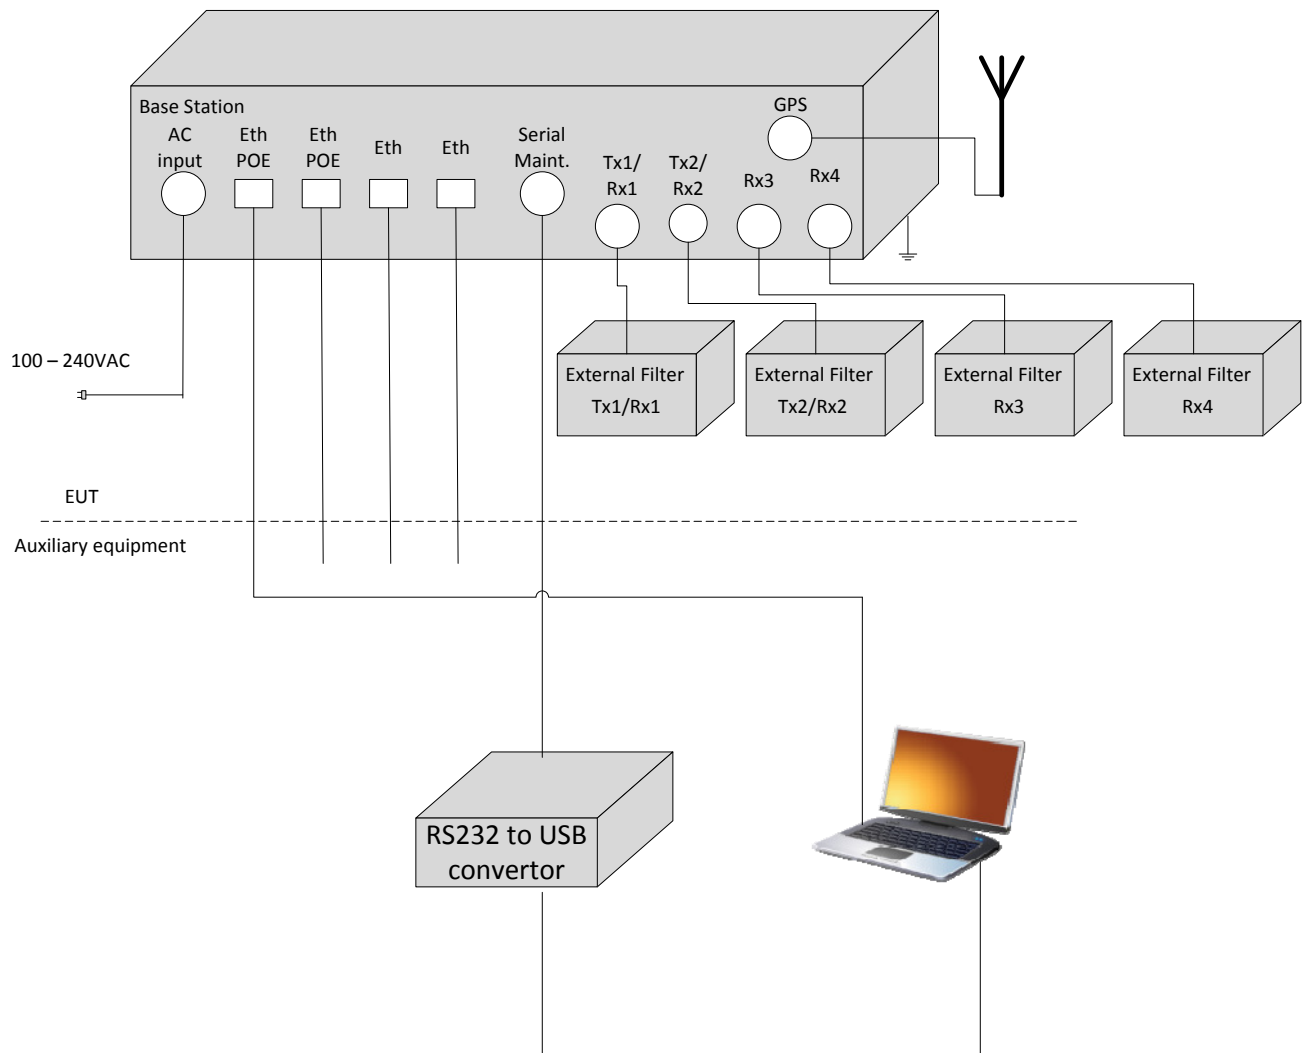 Base Station
AC
input
Eth
POE
Eth
POE
Eth
Eth
Serial
Maint.
Tx1/
Rx1
Tx2/
Rx2
Rx3
GPS
Rx4
100 – 240VAC
External Filter
Tx1/Rx1
External Filter
Tx2/Rx2
External Filter
Rx3
External Filter
Rx4
EUT
Auxiliary equipment
RS232 to USB
convertor